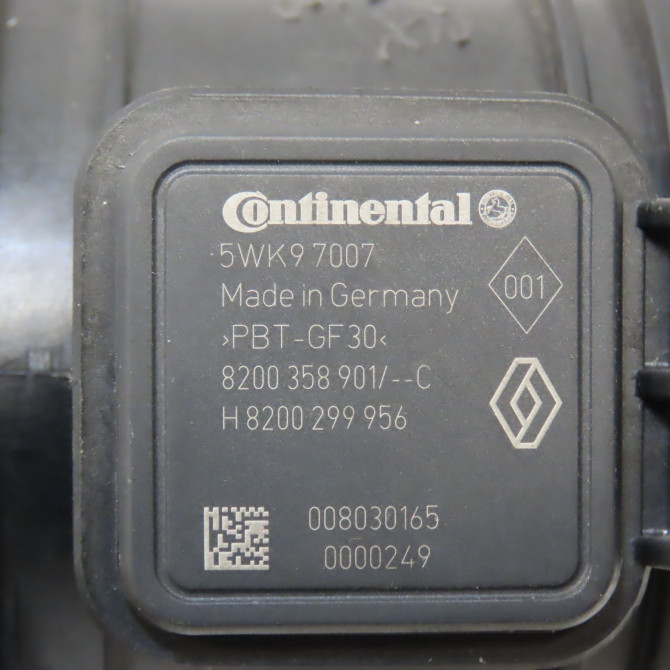 Continental
5WK9 7007
Made in Germany
001
›PBT-GF30‹
8200 358 901/--C
H 8200 299 956
008030165
0000249